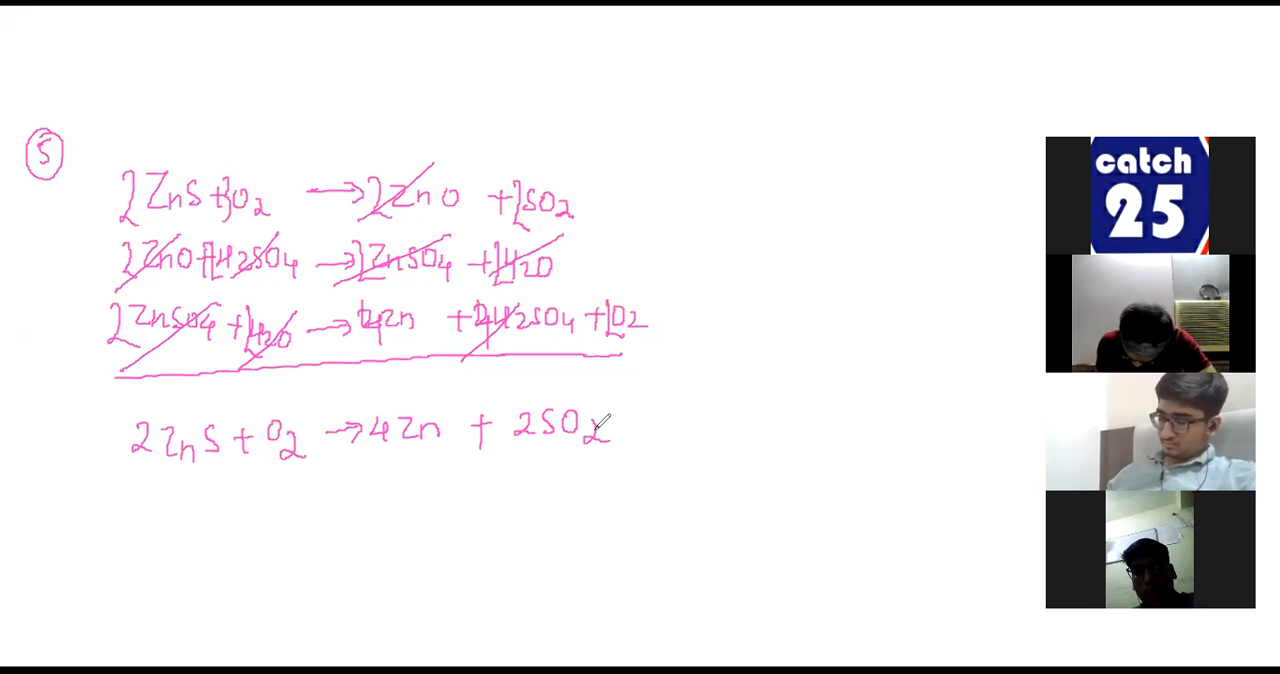 5
2ZnS + 3O2 → 2ZnO + 2SO2
2ZnO + 2H2SO4 → 2ZnSO4 + 2H2O
2ZnSO4 + 2H2O → 4Zn + 2H2SO4 + O2
2ZnS + O2 → 4Zn + 2SO2
catch
25